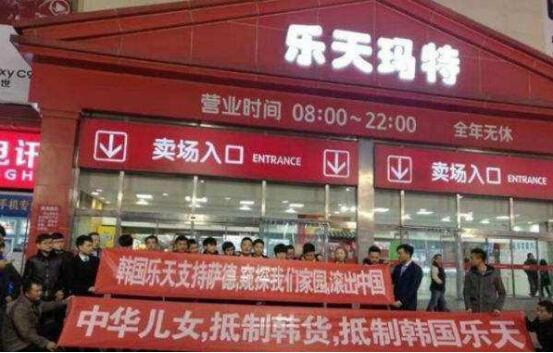 乐天玛特
营业时间 08:00~22:00 全年无休
卖场入口 ENTRANCE
卖场入口 ENTRANCE
韩国乐天支持萨德,窥探我们家园,滚出中国
中华儿女,抵制韩货,抵制韩国乐天